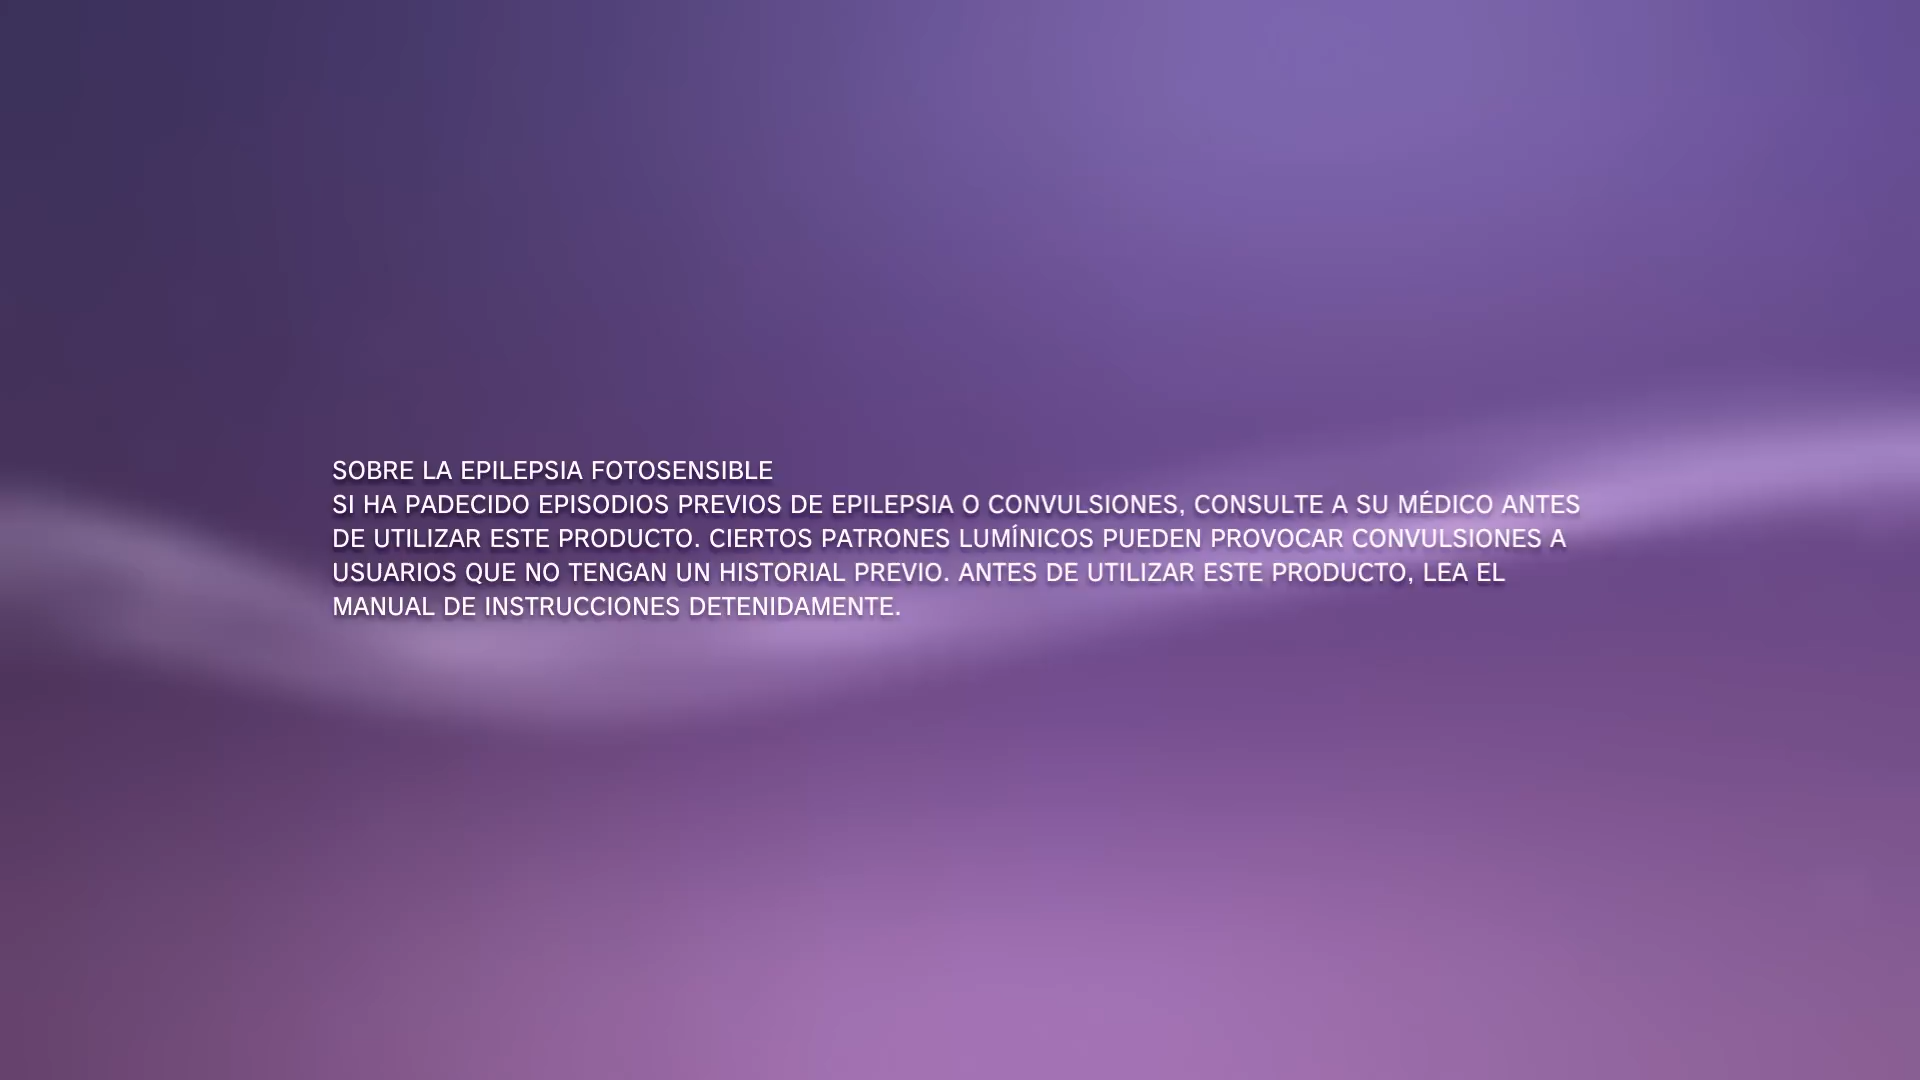 SOBRE LA EPILEPSIA FOTOSENSIBLE
SI HA PADECIDO EPISODIOS PREVIOS DE EPILEPSIA O CONVULSIONES, CONSULTE A SU MÉDICO ANTES
DE UTILIZAR ESTE PRODUCTO. CIERTOS PATRONES LUMÍNICOS PUEDEN PROVOCAR CONVULSIONES A
USUARIOS QUE NO TENGAN UN HISTORIAL PREVIO. ANTES DE UTILIZAR ESTE PRODUCTO, LEA EL
MANUAL DE INSTRUCCIONES DETENIDAMENTE.